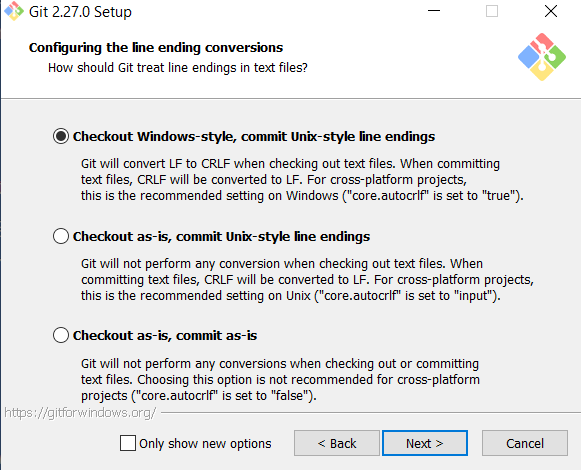 Git 2.27.0 Setup
Configuring the line ending conversions
How should Git treat line endings in text files?
Checkout Windows-style, commit Unix-style line endings
Git will convert LF to CRLF when checking out text files. When committing
text files, CRLF will be converted to LF. For cross-platform projects,
this is the recommended setting on Windows ("core.autocrlf" is set to "true").
Checkout as-is, commit Unix-style line endings
Git will not perform any conversion when checking out text files. When
committing text files, CRLF will be converted to LF. For cross-platform projects,
this is the recommended setting on Unix ("core.autocrlf" is set to "input").
Checkout as-is, commit as-is
Git will not perform any conversions when checking out or committing
text files. Choosing this option is not recommended for cross-platform
projects ("core.autocrlf" is set to "false").
https://gitforwindows.org/
Only show new options
< Back
Next >
Cancel